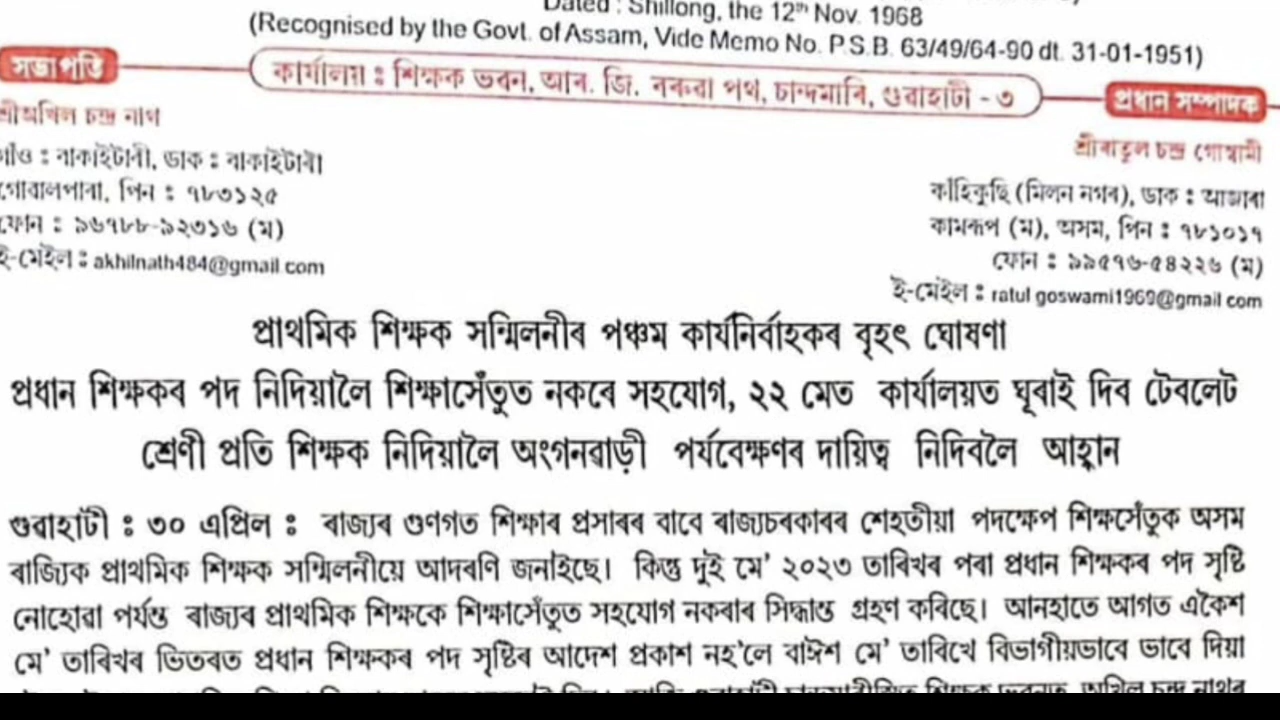 Dated : Shillong, the 12th Nov. 1968
(Recognised by the Govt. of Assam, Vide Memo No. P.S.B. 63/49/64-90 dt. 31-01-1951)
সভাপতি
কাৰ্যালয় : শিক্ষক ভৱন, আৰ. জি. বৰুৱা পথ, চান্দমাৰি, গুৱাহাটী - ৩
প্ৰধান সম্পাদক
শ্ৰীঅখিল চন্দ্ৰ নাথ
গাঁও : বাকাইটাৰী, ডাক : বাকাইটাৰী
গোৱালপাৰা, পিন : ৭৮৩১২৫
ফোন : ৯৬৭৮৮-৯২৩১৬ (ম)
ই-মেইল : akhilnath484@gmail.com
শ্ৰীৰাতুল চন্দ্ৰ গোস্বামী
কাঁহিকুছি (মিলন নগৰ), ডাক : আজাৰা
কামৰূপ (ম), অসম, পিন : ৭৮১০১৭
ফোন : ৯৯৫৭৬-৫৪২২৬ (ম)
ই-মেইল : ratul goswami1969@gmail com
প্ৰাথমিক শিক্ষক সন্মিলনীৰ পঞ্চম কাৰ্যনিৰ্বাহকৰ বৃহৎ ঘোষণা
প্ৰধান শিক্ষকৰ পদ নিদিয়ালৈ শিক্ষাসেঁতুত নকৰে সহযোগ, ২২ মেত কাৰ্যালয়ত ঘূৰাই দিব টেবলেট
শ্ৰেণী প্ৰতি শিক্ষক নিদিয়ালৈ অংগনৱাড়ী পৰ্যবেক্ষণৰ দায়িত্ব নিদিবলৈ আহ্বান
গুৱাহাটী : ৩০ এপ্ৰিল : ৰাজ্যৰ গুণগত শিক্ষাৰ প্ৰসাৰৰ বাবে ৰাজ্যচৰকাৰৰ শেহতীয়া পদক্ষেপ শিক্ষসেঁতুক অসম
ৰাজ্যিক প্ৰাথমিক শিক্ষক সন্মিলনীয়ে আদৰণি জনাইছে। কিন্তু দুই মে' ২০২৩ তাৰিখৰ পৰা প্ৰধান শিক্ষকৰ পদ সৃষ্টি
নোহোৱা পৰ্যন্ত ৰাজ্যৰ প্ৰাথমিক শিক্ষকে শিক্ষাসেঁতুত সহযোগ নকৰাৰ সিদ্ধান্ত গ্ৰহণ কৰিছে। আনহাতে আগত একৈশ
মে' তাৰিখৰ ভিতৰত প্ৰধান শিক্ষকৰ পদ সৃষ্টিৰ আদেশ প্ৰকাশ নহ'লে বাঈশ মে' তাৰিখে বিভাগীয়ভাবে ভাবে দিয়া